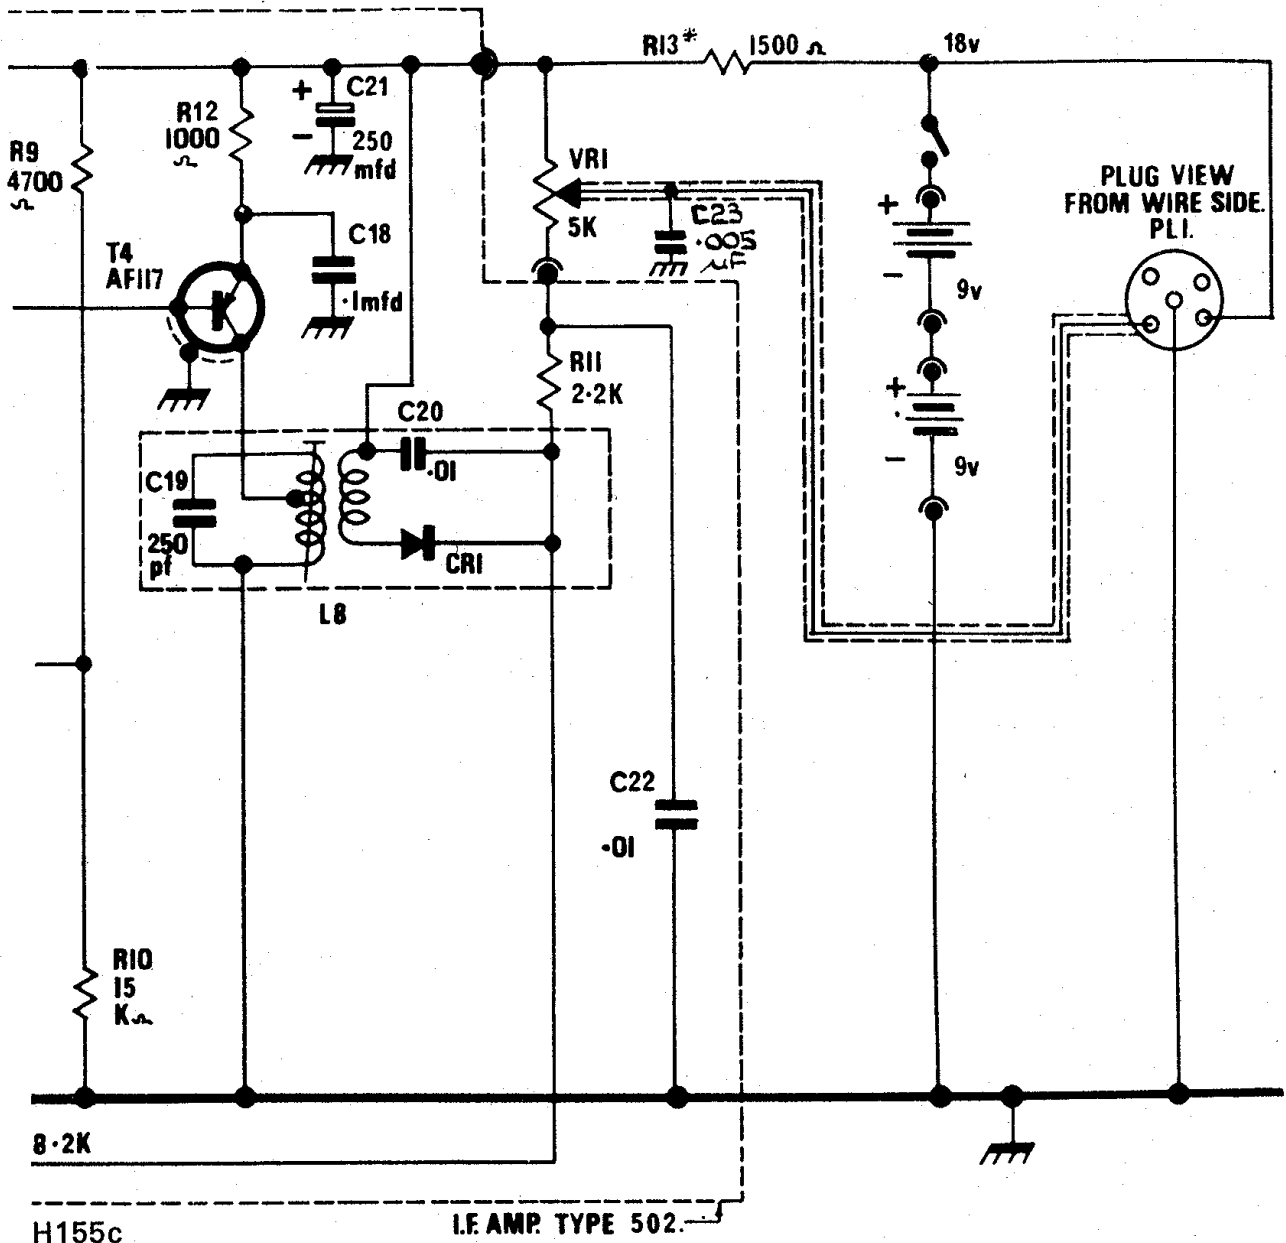 R13* 1500 Ω
18v
+ C21
R12
1000
Ω
- 250
mfd
R9
4700
Ω
VR1
5K
PLUG VIEW
FROM WIRE SIDE.
PL1.
C23
.005
µF
+
-
9v
T4
AF117
C18
.1mfd
R11
2.2K
C20
.01
+
-
9v
C19
250
pf
CR1
L8
C22
.01
R10
15
KΩ
8.2K
I.F. AMP. TYPE 502.
H155c